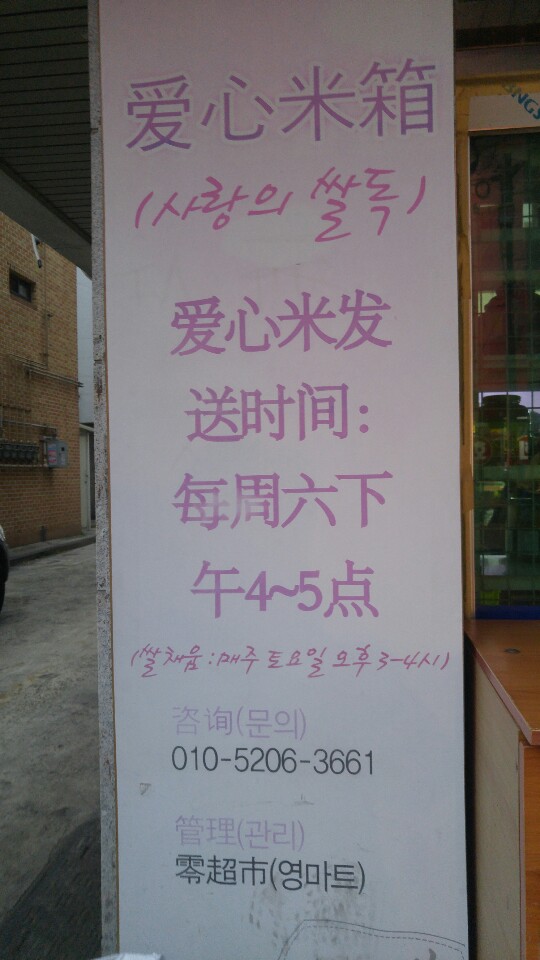 爱心米箱
(사랑의 쌀독)
爱心米发
送时间:
每周六下
午4~5点
(쌀채움:매주 토요일 오후 3-4시)
咨询(문의)
010-5206-3661
管理(관리)
零超市(영마트)